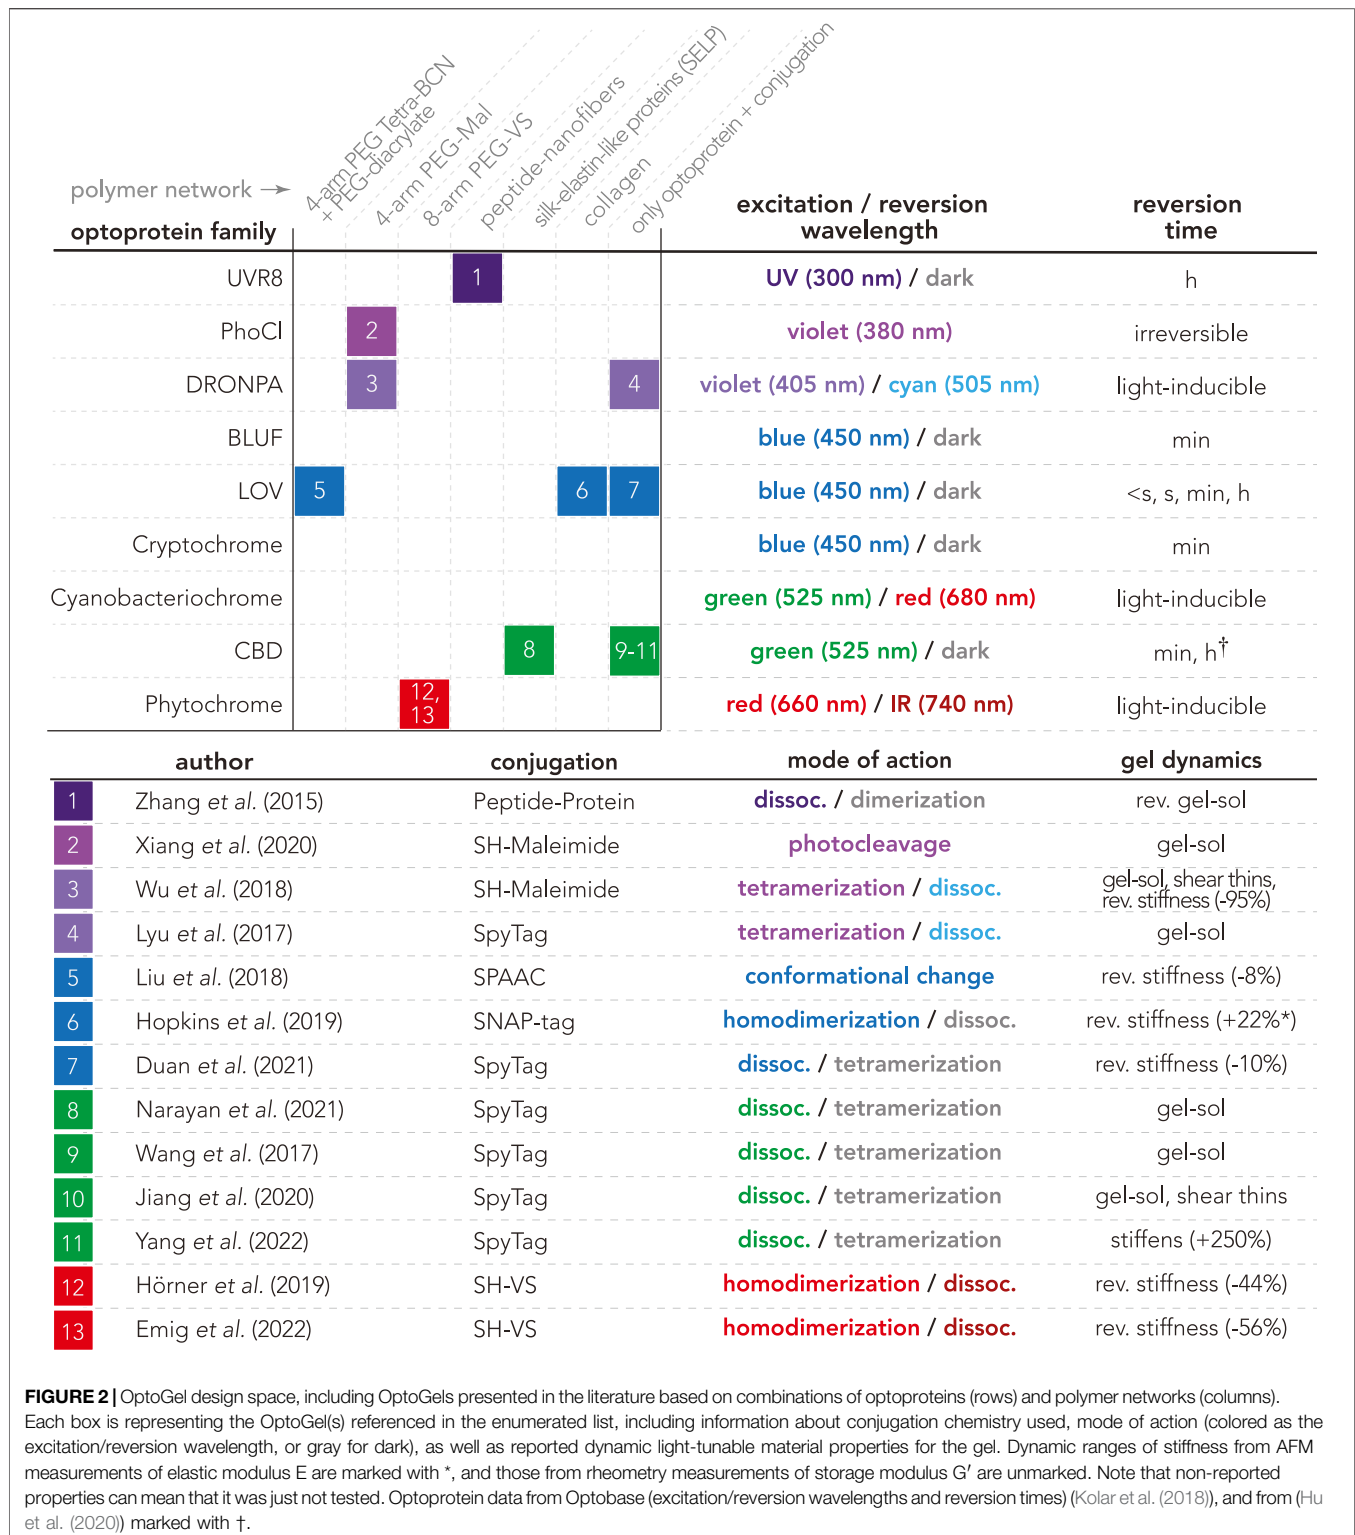 4-arm PEG Tetra-BCN
+ PEG-diacrylate
4-arm PEG-Mal
8-arm PEG-VS
peptide-nanofibers
silk-elastin-like proteins (SELP)
collagen
only optoprotein + conjugation
polymer network →
optoprotein family
excitation / reversion
wavelength
reversion
time
UVR8 1 UV (300 nm) / dark h
PhoCl 2 violet (380 nm) irreversible
DRONPA 3 4 violet (405 nm) / cyan (505 nm) light-inducible
BLUF blue (450 nm) / dark min
LOV 5 6 7 blue (450 nm) / dark <s, s, min, h
Cryptochrome blue (450 nm) / dark min
Cyanobacteriochrome green (525 nm) / red (680 nm) light-inducible
CBD 8 9-11 green (525 nm) / dark min, h†
Phytochrome 12, 13 red (660 nm) / IR (740 nm) light-inducible
author conjugation mode of action gel dynamics
1 Zhang et al. (2015) Peptide-Protein dissoc. / dimerization rev. gel-sol
2 Xiang et al. (2020) SH-Maleimide photocleavage gel-sol
3 Wu et al. (2018) SH-Maleimide tetramerization / dissoc. gel-sol, shear thins,
rev. stiffness (-95%)
4 Lyu et al. (2017) SpyTag tetramerization / dissoc. gel-sol
5 Liu et al. (2018) SPAAC conformational change rev. stiffness (-8%)
6 Hopkins et al. (2019) SNAP-tag homodimerization / dissoc. rev. stiffness (+22%*)
7 Duan et al. (2021) SpyTag dissoc. / tetramerization rev. stiffness (-10%)
8 Narayan et al. (2021) SpyTag dissoc. / tetramerization gel-sol
9 Wang et al. (2017) SpyTag dissoc. / tetramerization gel-sol
10 Jiang et al. (2020) SpyTag dissoc. / tetramerization gel-sol, shear thins
11 Yang et al. (2022) SpyTag dissoc. / tetramerization stiffens (+250%)
12 Hörner et al. (2019) SH-VS homodimerization / dissoc. rev. stiffness (-44%)
13 Emig et al. (2022) SH-VS homodimerization / dissoc. rev. stiffness (-56%)
FIGURE 2 | OptoGel design space, including OptoGels presented in the literature based on combinations of optoproteins (rows) and polymer networks (columns).
Each box is representing the OptoGel(s) referenced in the enumerated list, including information about conjugation chemistry used, mode of action (colored as the
excitation/reversion wavelength, or gray for dark), as well as reported dynamic light-tunable material properties for the gel. Dynamic ranges of stiffness from AFM
measurements of elastic modulus E are marked with *, and those from rheometry measurements of storage modulus G′ are unmarked. Note that non-reported
properties can mean that it was just not tested. Optoprotein data from Optobase (excitation/reversion wavelengths and reversion times) (Kolar et al. (2018)), and from (Hu
et al. (2020)) marked with †.